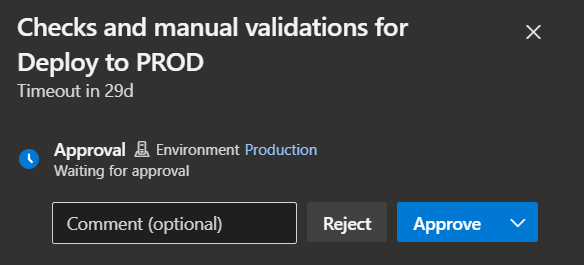 Checks and manual validations for
Deploy to PROD
Timeout in 29d
Approval Environment Production
Waiting for approval
Comment (optional) Reject Approve